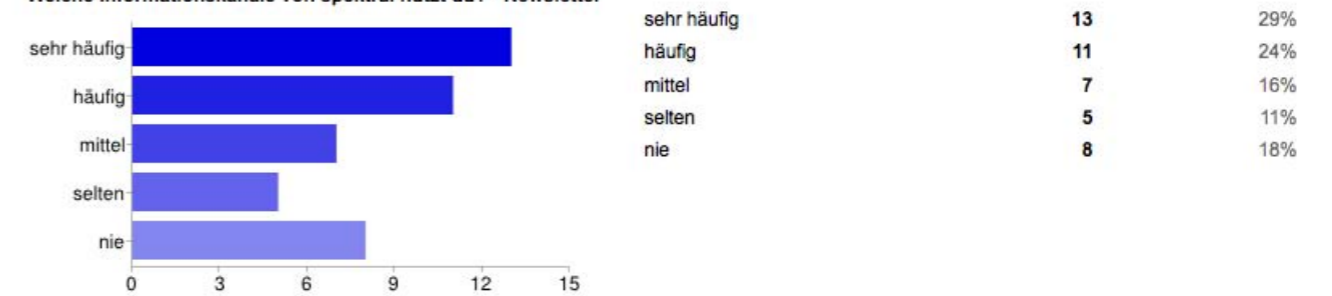 sehr häufig
häufig
mittel
selten
nie
0 3 6 9 12 15
sehr häufig 13 29%
häufig 11 24%
mittel 7 16%
selten 5 11%
nie 8 18%